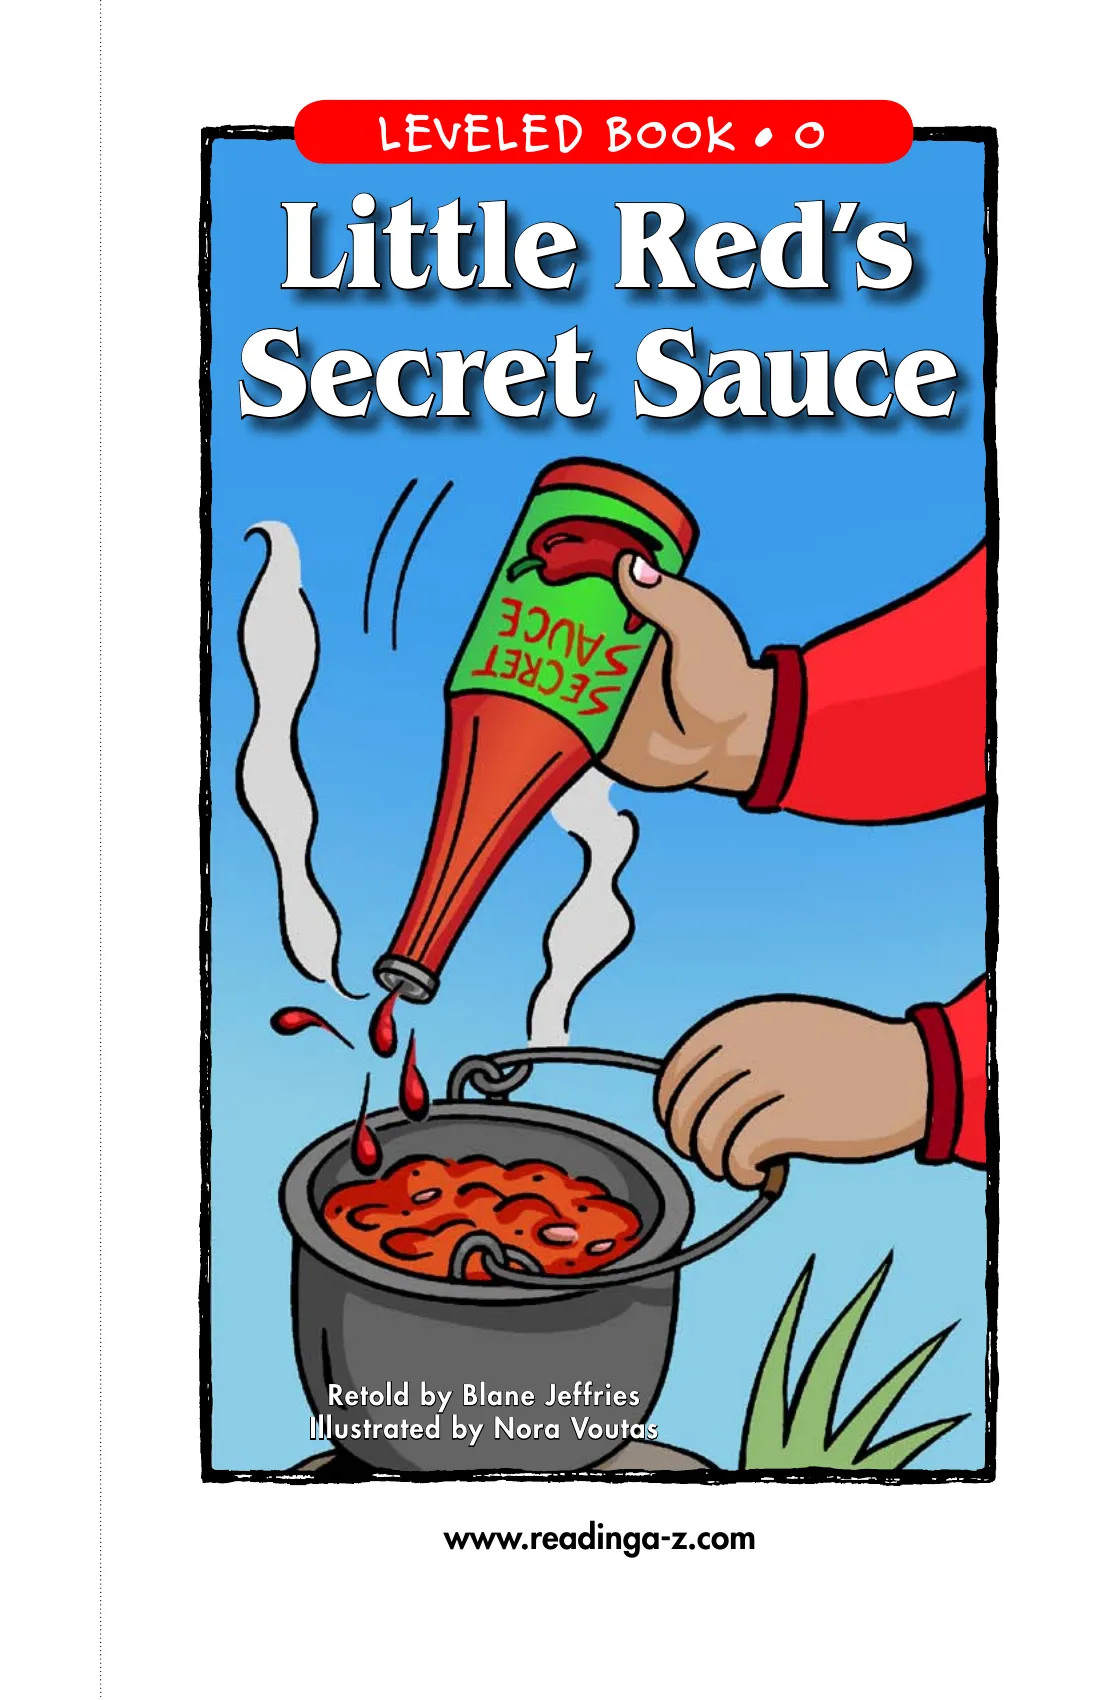 LEVELED BOOK • O
Little Red's
Secret Sauce
SECRET
SAUCE
Retold by Blane Jeffries
Illustrated by Nora Voutas
www.readinga-z.com